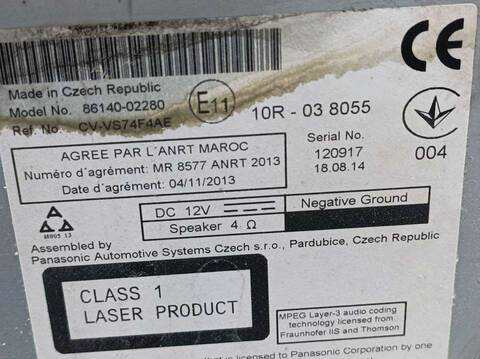 Made in Czech Republic
Model No. 86140-02280
Ref. No. CV-VS74F4AE
E11
10R - 03 8055
CE
Serial No.
120917
18.08.14
004
AGREE PAR L'ANRT MAROC
Numéro d'agrément: MR 8577 ANRT 2013
Date d'agrément: 04/11/2013
DC 12V
Negative Ground
Speaker 4 Ω
Assembled by
Panasonic Automotive Systems Czech s.r.o., Pardubice, Czech Republic
CLASS 1
LASER PRODUCT
MPEG Layer-3 audio coding
technology licensed from
Fraunhofer IIS and Thomson
is licensed to Panasonic Corporation by one